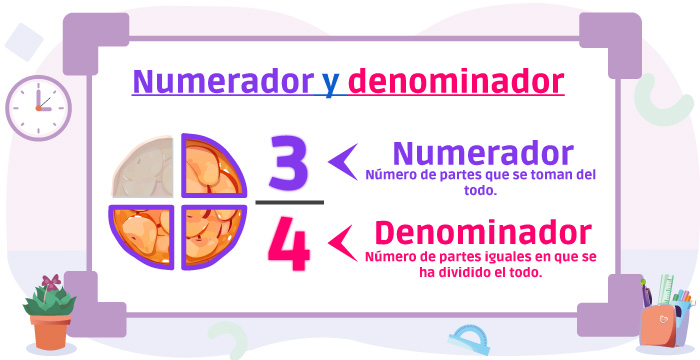 Numerador y denominador
3
Numerador
Número de partes que se toman del
todo.
4
Denominador
Número de partes iguales en que se
ha dividido el todo.